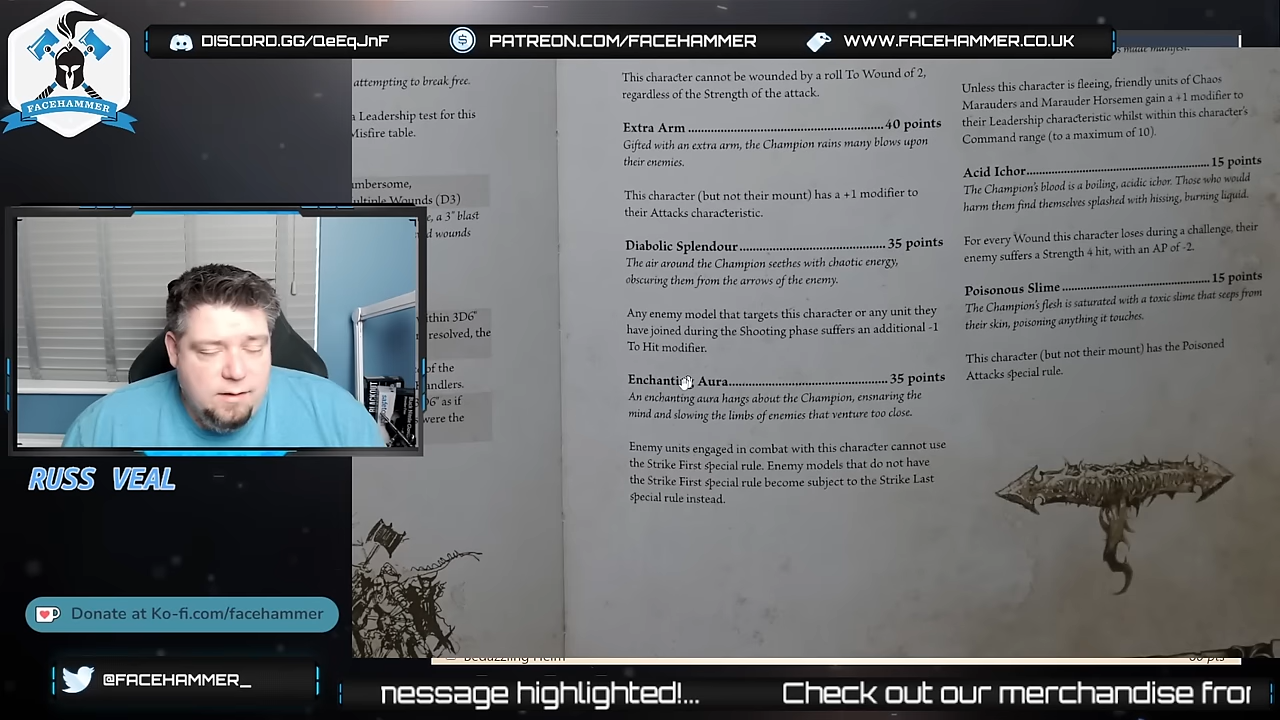 DISCORD.GG/QeEqJnF
PATREON.COM/FACEHAMMER
WWW.FACEHAMMER.CO.UK
FACEHAMMER
attempting to break free.
a Leadership test for this
Misfire table.
umbersome,
ultiple Wounds (D3)
e, a 3" blast
d wounds
within 3D6"
resolved, the
of the
andlers.
D6" as if
were the
This character cannot be wounded by a roll To Wound of 2,
regardless of the Strength of the attack.
Extra Arm ........ 40 points
Gifted with an extra arm, the Champion rains many blows upon
their enemies.
This character (but not their mount) has a +1 modifier to
their Attacks characteristic.
Diabolic Splendour ........ 35 points
The air around the Champion seethes with chaotic energy,
obscuring them from the arrows of the enemy.
Any enemy model that targets this character or any unit they
have joined during the Shooting phase suffers an additional -1
To Hit modifier.
Enchanting Aura ........ 35 points
An enchanting aura hangs about the Champion, ensnaring the
mind and slowing the limbs of enemies that venture too close.
Enemy units engaged in combat with this character cannot use
the Strike First special rule. Enemy models that do not have
the Strike First special rule become subject to the Strike Last
special rule instead.
s made manifest.
Unless this character is fleeing, friendly units of Chaos
Marauders and Marauder Horsemen gain a +1 modifier to
their Leadership characteristic whilst within this character's
Command range (to a maximum of 10).
Acid Ichor ........ 15 points
The Champion's blood is a boiling, acidic ichor. Those who would
harm them find themselves splashed with hissing, burning liquid.
For every Wound this character loses during a challenge, their
enemy suffers a Strength 4 hit, with an AP of -2.
Poisonous Slime ........ 15 points
The Champion's flesh is saturated with a toxic slime that seeps from
their skin, poisoning anything it touches.
This character (but not their mount) has the Poisoned
Attacks special rule.
RUSS VEAL
Donate at Ko-fi.com/facehammer
@FACEHAMMER_
Bedazzling Helm
message highlighted!... Check out our merchandise from